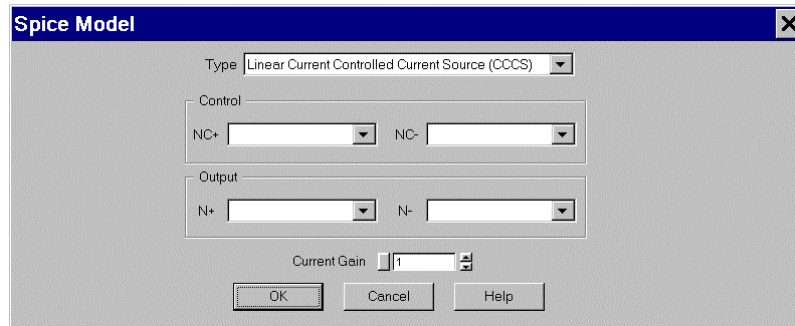 Spice Model
Type Linear Current Controlled Current Source (CCCS)
Control
NC+ NC-
Output
N+ N-
Current Gain 1
OK Cancel Help